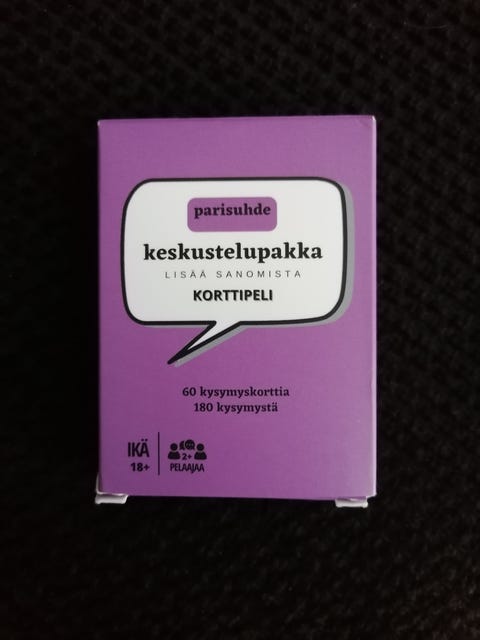 parisuhde
keskustelupakka
LISÄÄ SANOMISTA
KORTTIPELI
60 kysymyskorttia
180 kysymystä
IKÄ
18+
2+
PELAAJAA